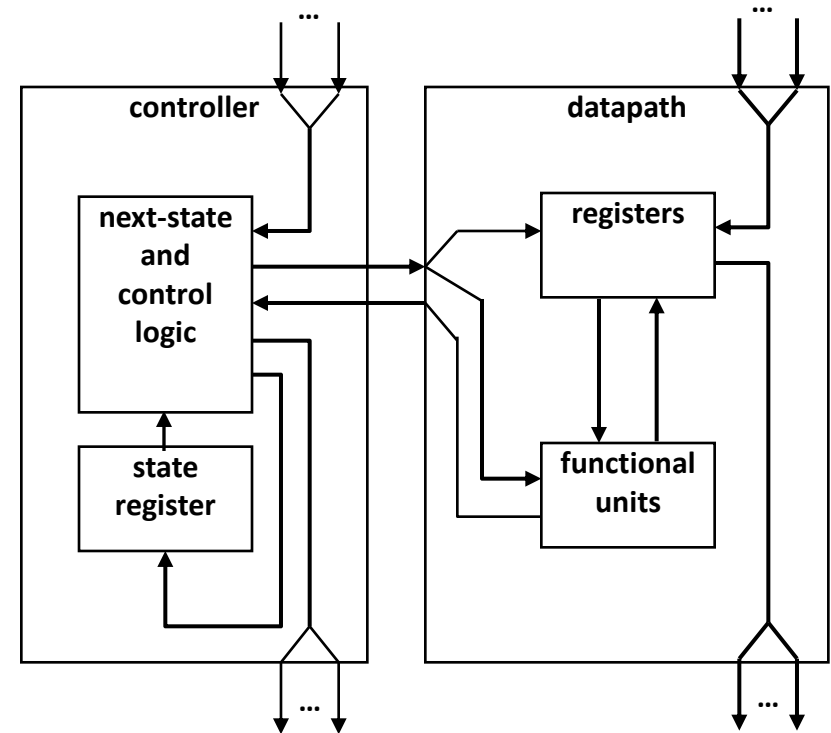 ...
...
controller
datapath
next-state
and
control
logic
registers
state
register
functional
units
...
...